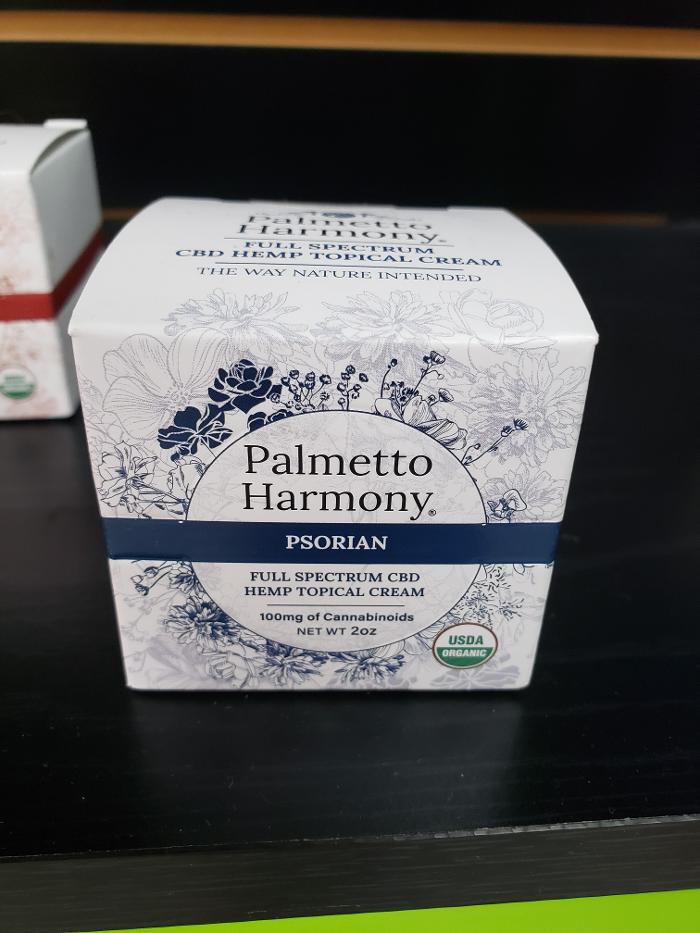 Palmetto
Harmony®
FULL SPECTRUM
CBD HEMP TOPICAL CREAM
THE WAY NATURE INTENDED
Palmetto
Harmony®
PSORIAN
FULL SPECTRUM CBD
HEMP TOPICAL CREAM
100mg of Cannabinoids
NET WT 2oz
USDA
ORGANIC